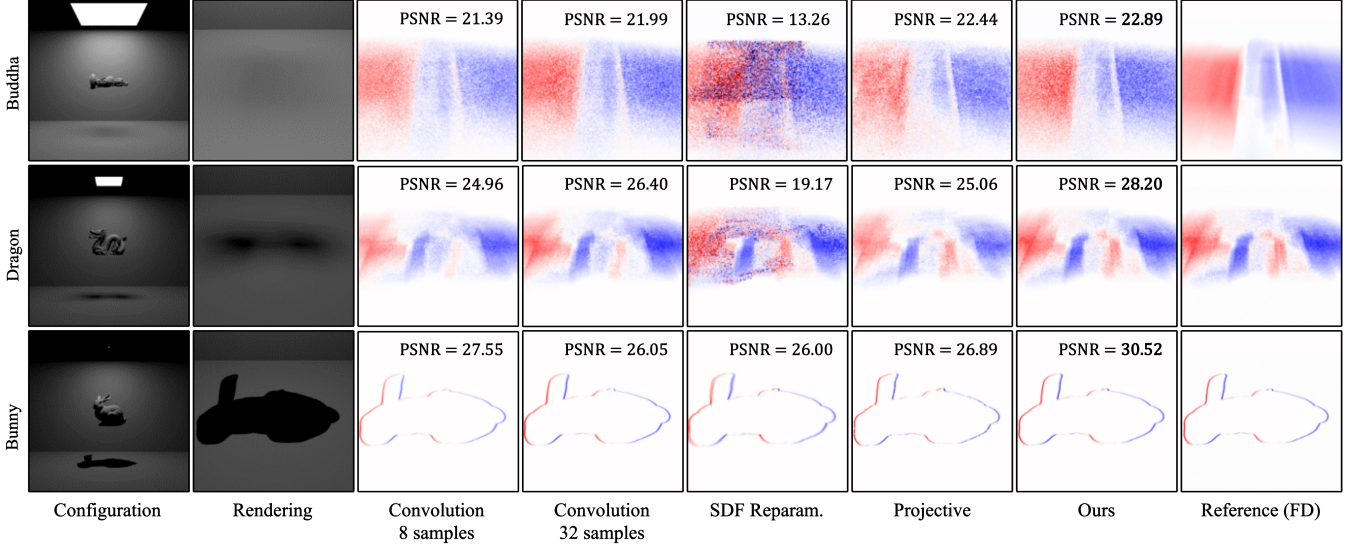 Buddha
PSNR = 21.39
PSNR = 21.99
PSNR = 13.26
PSNR = 22.44
PSNR = 22.89
Dragon
PSNR = 24.96
PSNR = 26.40
PSNR = 19.17
PSNR = 25.06
PSNR = 28.20
Bunny
PSNR = 27.55
PSNR = 26.05
PSNR = 26.00
PSNR = 26.89
PSNR = 30.52
Configuration
Rendering
Convolution
8 samples
Convolution
32 samples
SDF Reparam.
Projective
Ours
Reference (FD)